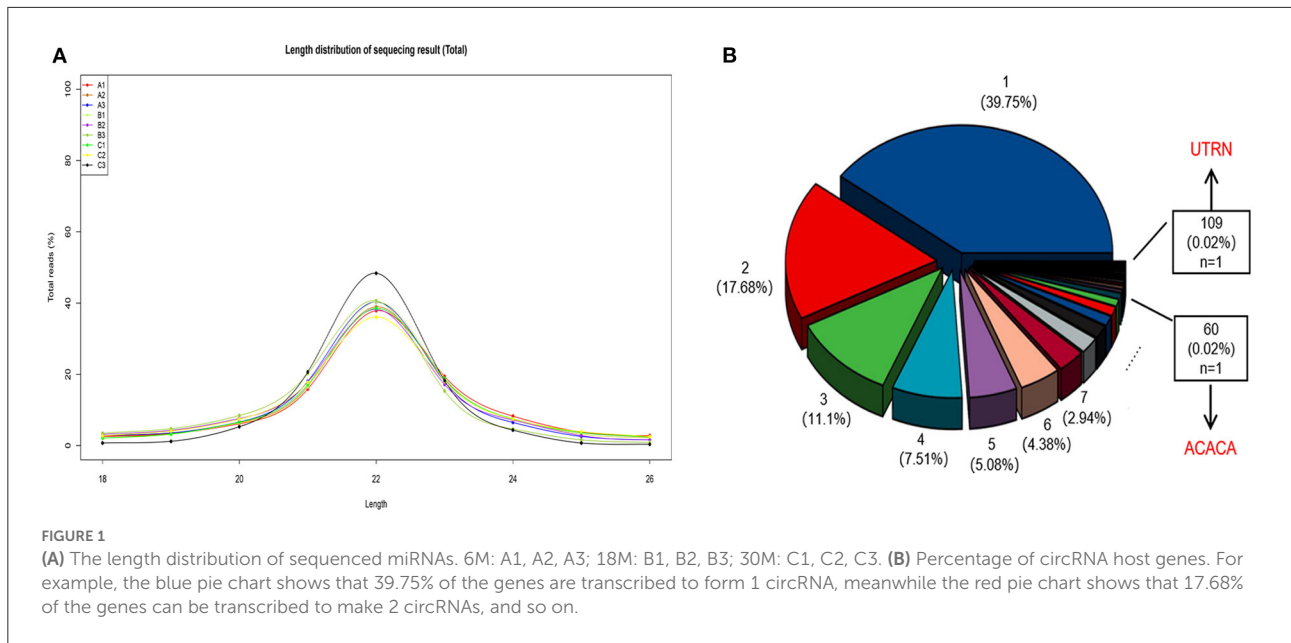 A
Length distribution of sequecing result (Total)
100
80
60
40
20
0
Total reads (%)
A1
A2
A3
B1
B2
B3
C1
C2
C3
18
20
22
24
26
Length
B
1
(39.75%)
2
(17.68%)
3
(11.1%)
4
(7.51%)
5
(5.08%)
6
(4.38%)
7
(2.94%)
UTRN
109
(0.02%)
n=1
60
(0.02%)
n=1
ACACA
FIGURE 1
(A) The length distribution of sequenced miRNAs. 6M: A1, A2, A3; 18M: B1, B2, B3; 30M: C1, C2, C3. (B) Percentage of circRNA host genes. For
example, the blue pie chart shows that 39.75% of the genes are transcribed to form 1 circRNA, meanwhile the red pie chart shows that 17.68%
of the genes can be transcribed to make 2 circRNAs, and so on.